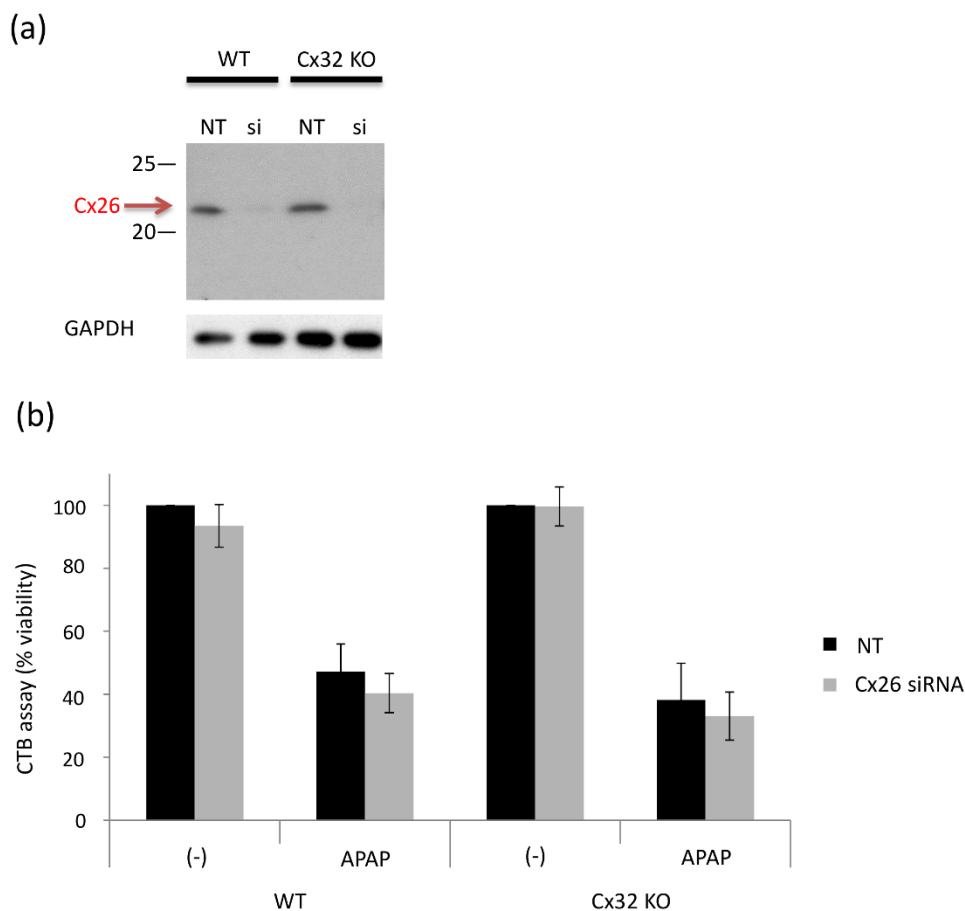 (a)
WT Cx32 KO
NT si NT si
25—
Cx26
20—
GAPDH
(b)
CTB assay (% viability)
100
80
60
40
20
0
NT
Cx26 siRNA
(-) APAP (-) APAP
WT Cx32 KO